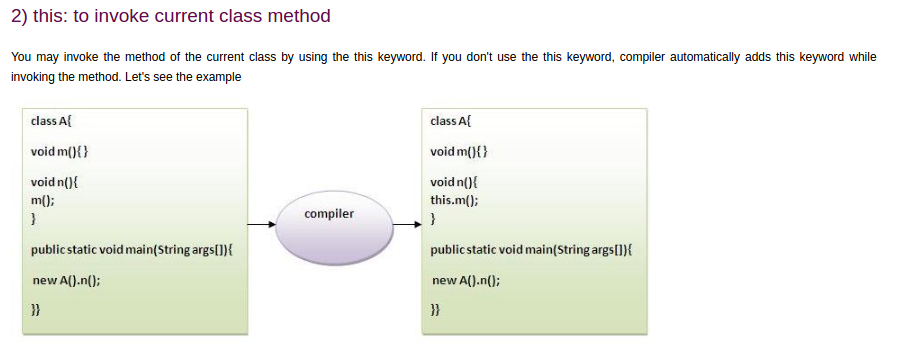 2) this: to invoke current class method
You may invoke the method of the current class by using the this keyword. If you don't use the this keyword, compiler automatically adds this keyword while
invoking the method. Let's see the example
class A{
void m(){}
void n(){
m();
}
public static void main(String args[]){
new A().n();
}}
compiler
class A{
void m(){}
void n(){
this.m();
}
public static void main(String args[]){
new A().n();
}}